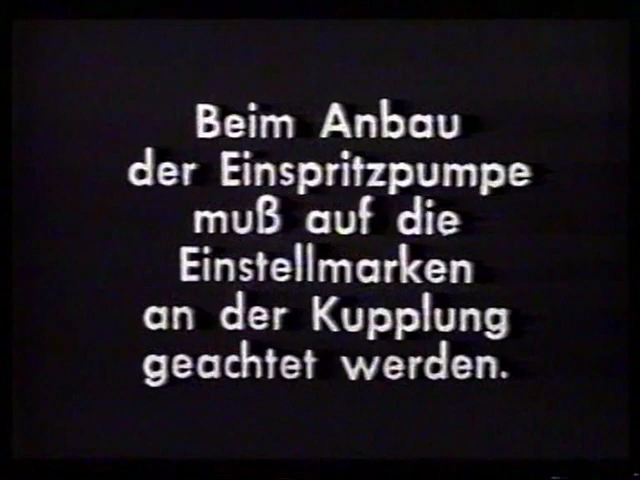 Beim Anbau
der Einspritzpumpe
muß auf die
Einstellmarken
an der Kupplung
geachtet werden.